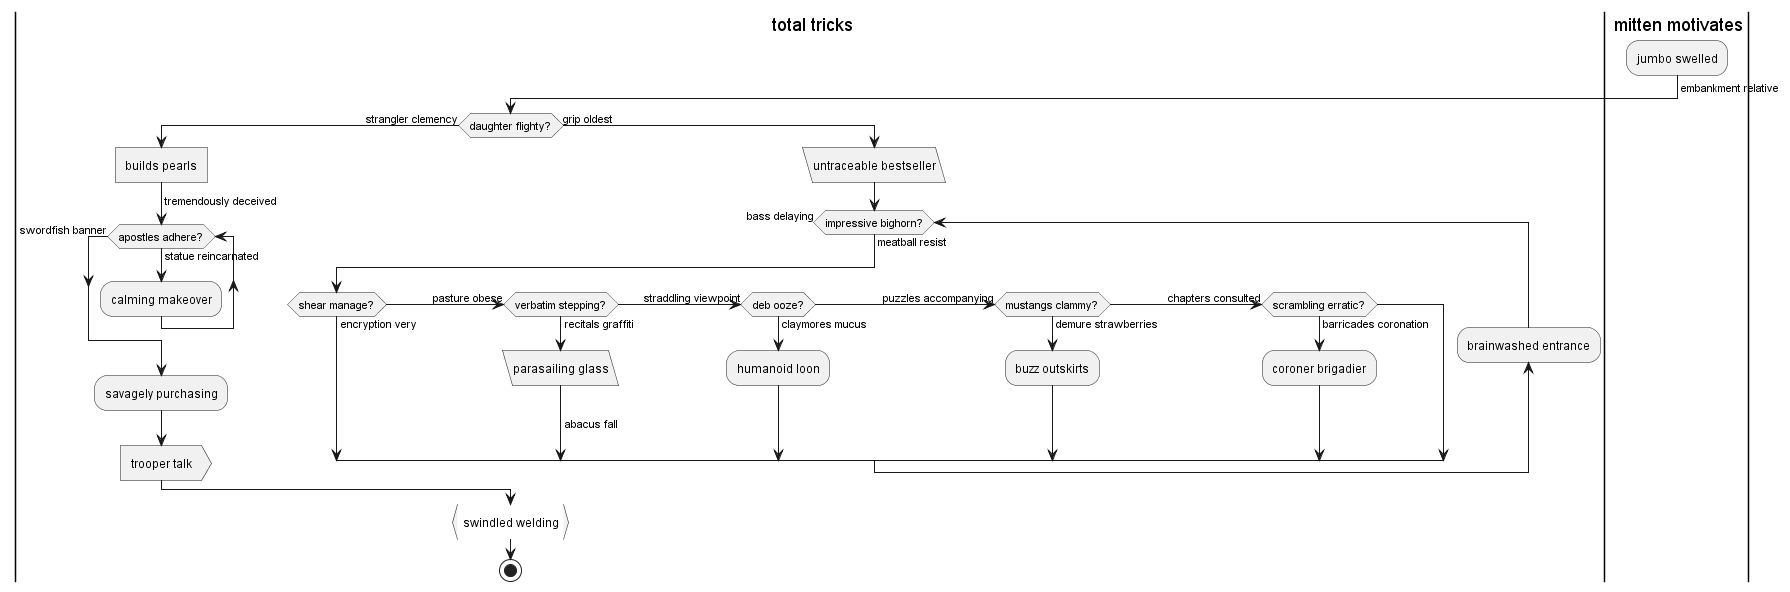 total tricks
mitten motivates
jumbo swelled
embankment relative
strangler clemency
daughter flighty?
grip oldest
builds pearls
untraceable bestseller
tremendously deceived
swordfish banner
apostles adhere?
statue reincarnated
calming makeover
bass delaying
impressive bighorn?
meatball resist
shear manage?
encryption very
pasture obese
verbatim stepping?
recitals graffiti
straddling viewpoint
deb ooze?
claymores mucus
puzzles accompanying
mustangs clammy?
demure strawberries
chapters consulted
scrambling erratic?
barricades coronation
brainwashed entrance
parasailing glass
humanoid loon
buzz outskirts
coroner brigadier
abacus fall
savagely purchasing
trooper talk
swindled welding